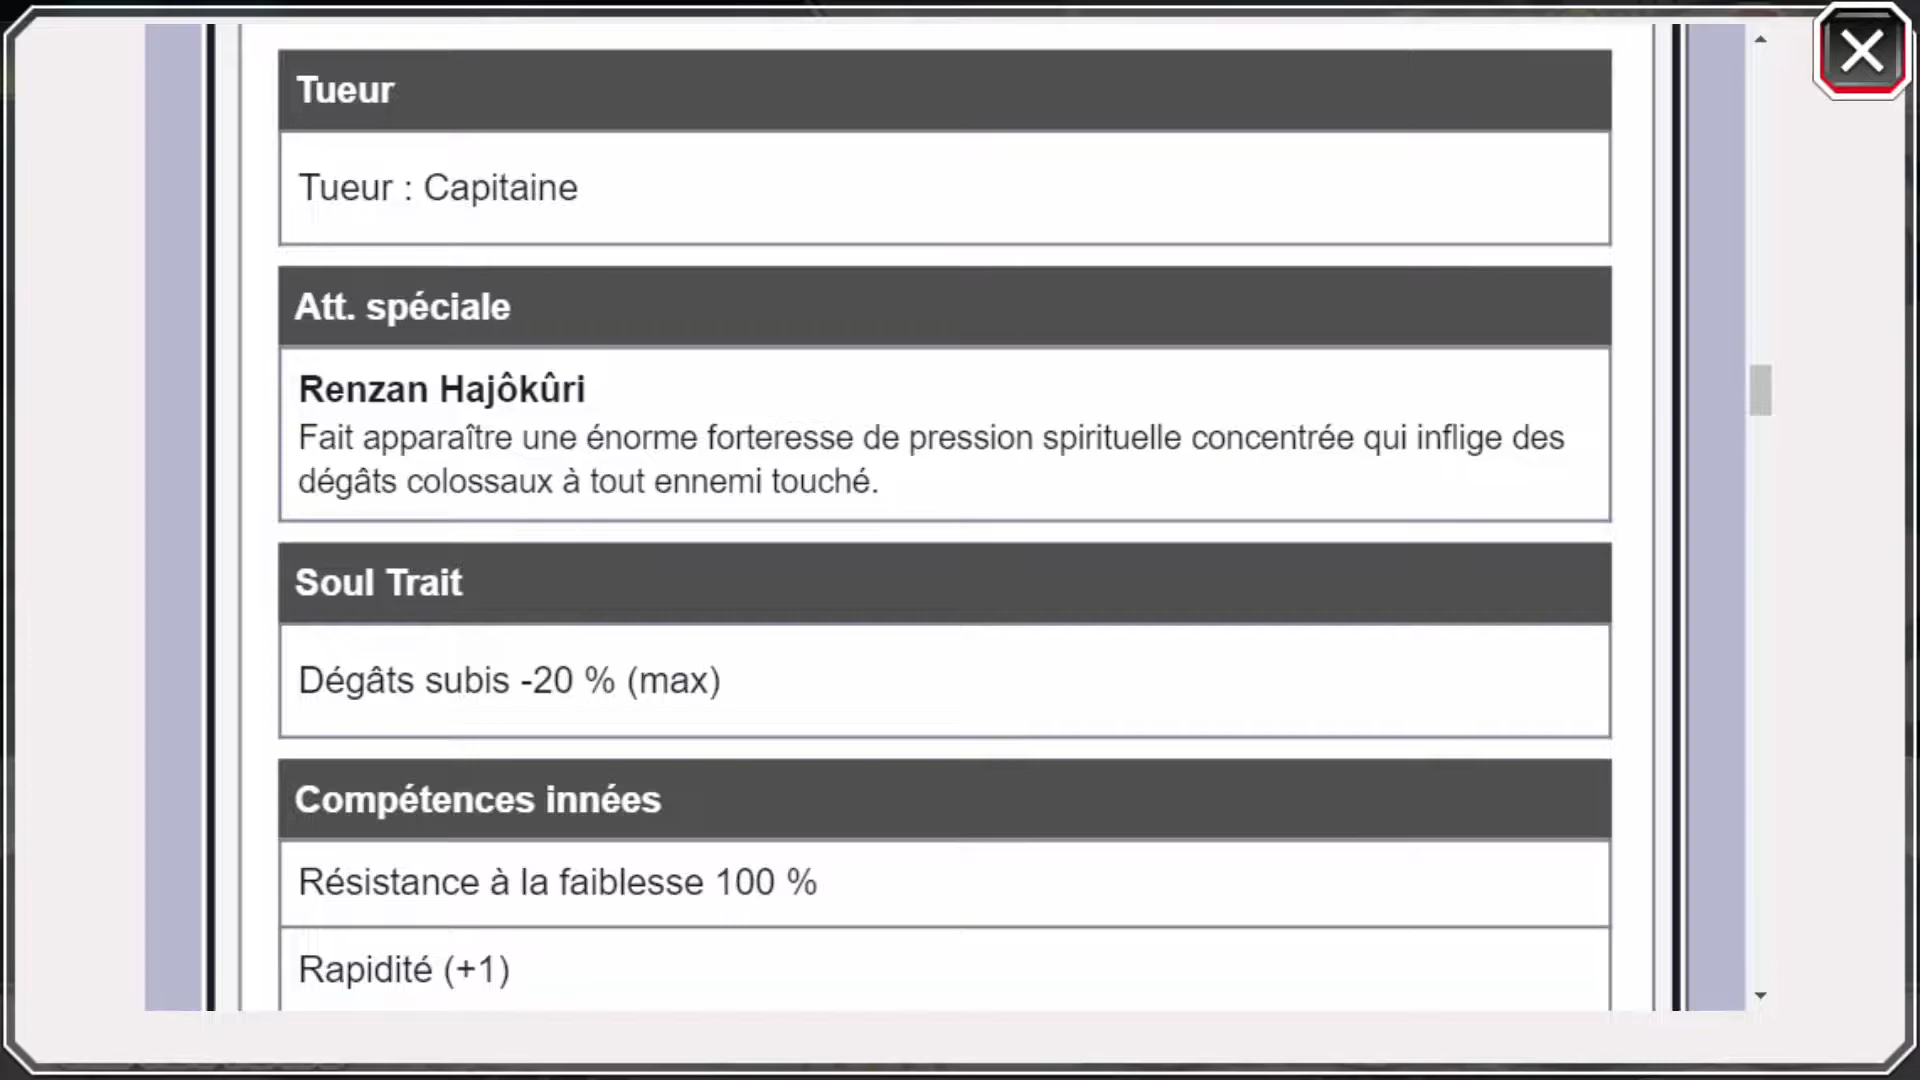 Tueur
Tueur : Capitaine
Att. spéciale
Renzan Hajôkûri
Fait apparaître une énorme forteresse de pression spirituelle concentrée qui inflige des
dégâts colossaux à tout ennemi touché.
Soul Trait
Dégâts subis -20 % (max)
Compétences innées
Résistance à la faiblesse 100 %
Rapidité (+1)